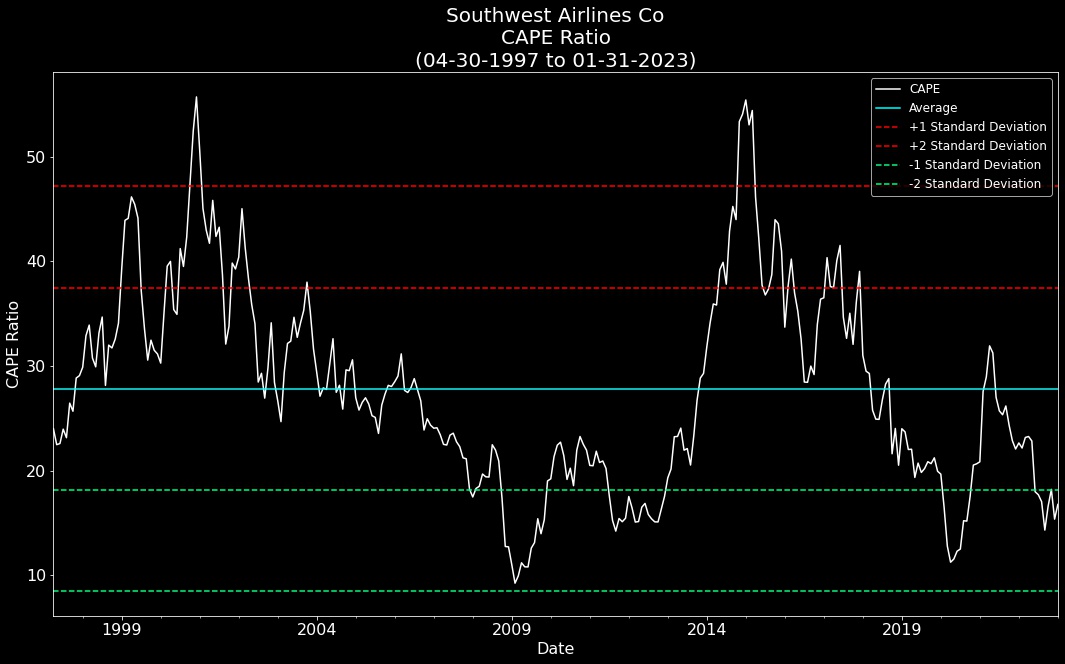 Southwest Airlines Co
CAPE Ratio
(04-30-1997 to 01-31-2023)
CAPE
Average
+1 Standard Deviation
+2 Standard Deviation
-1 Standard Deviation
-2 Standard Deviation
CAPE Ratio
50
40
30
20
10
1999
2004
2009
2014
2019
Date